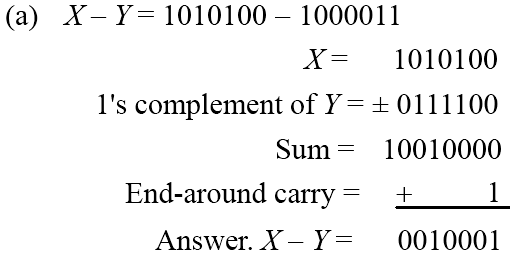 (a) X – Y = 1010100 – 1000011
X = 1010100
1's complement of Y = ± 0111100
Sum = 10010000
End-around carry = + 1
Answer. X – Y = 0010001